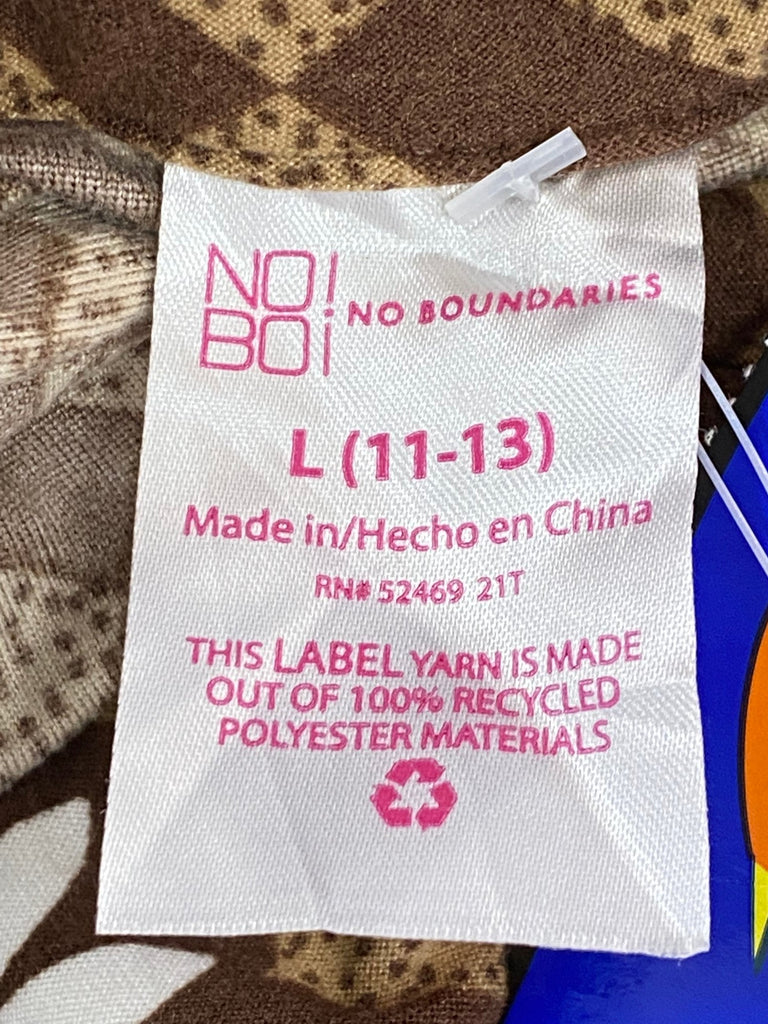 NO!
BOi
NO BOUNDARIES
L (11-13)
Made in/Hecho en China
RN# 52469 21T
THIS LABEL YARN IS MADE
OUT OF 100% RECYCLED
POLYESTER MATERIALS